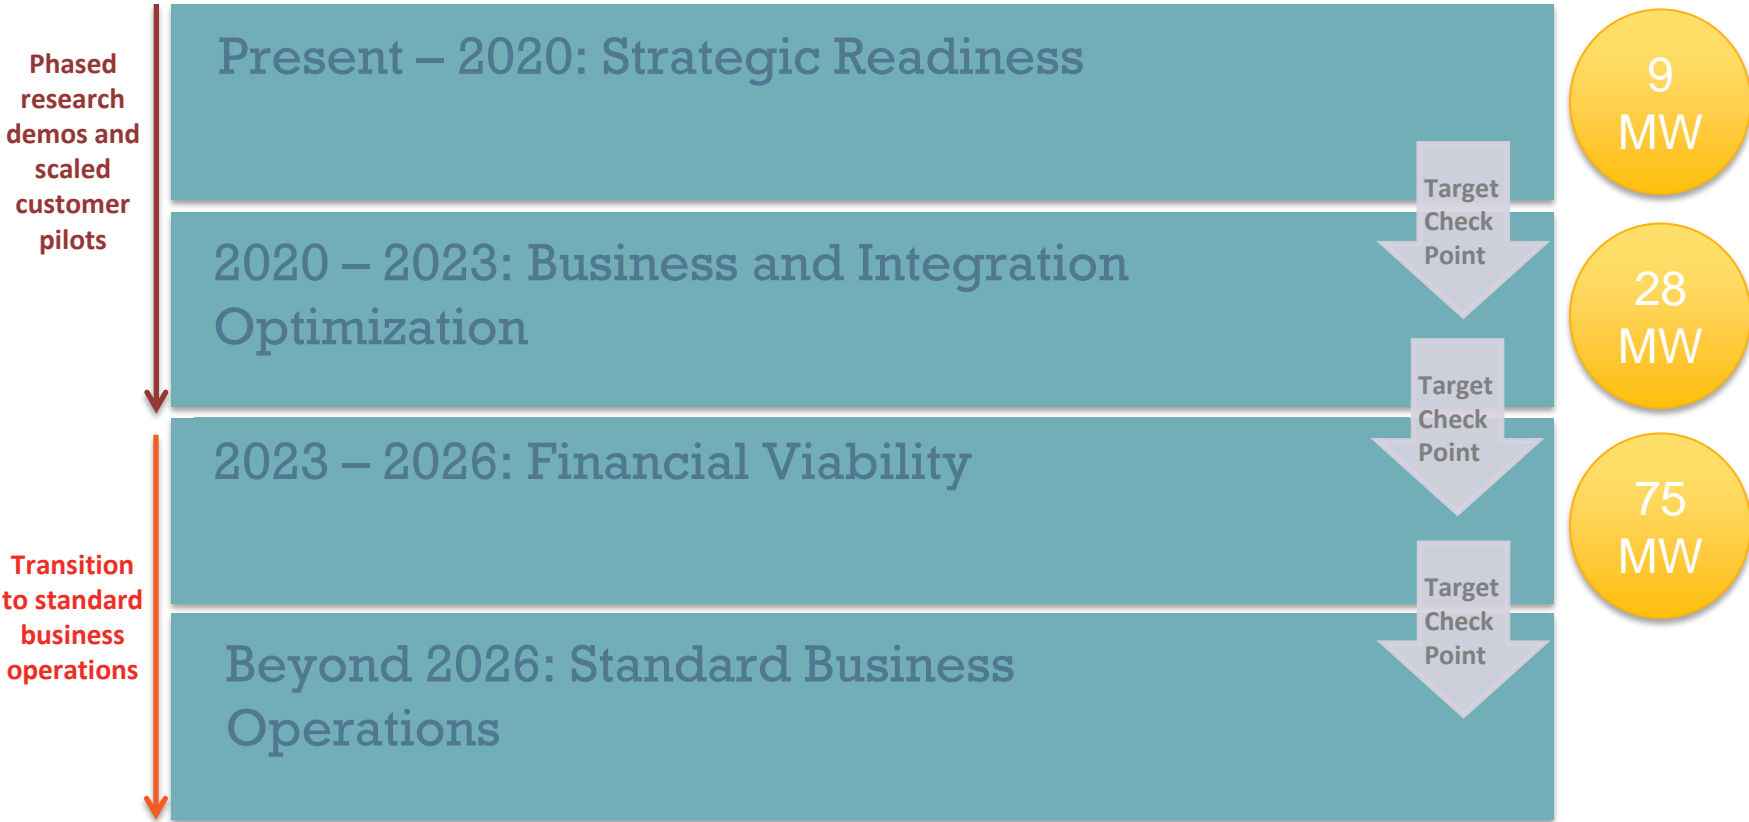 Phased
research
demos and
scaled
customer
pilots
Present – 2020: Strategic Readiness
9
MW
Target
Check
Point
2020 – 2023: Business and Integration
Optimization
28
MW
Target
Check
Point
2023 – 2026: Financial Viability
75
MW
Transition
to standard
business
operations
Target
Check
Point
Beyond 2026: Standard Business
Operations